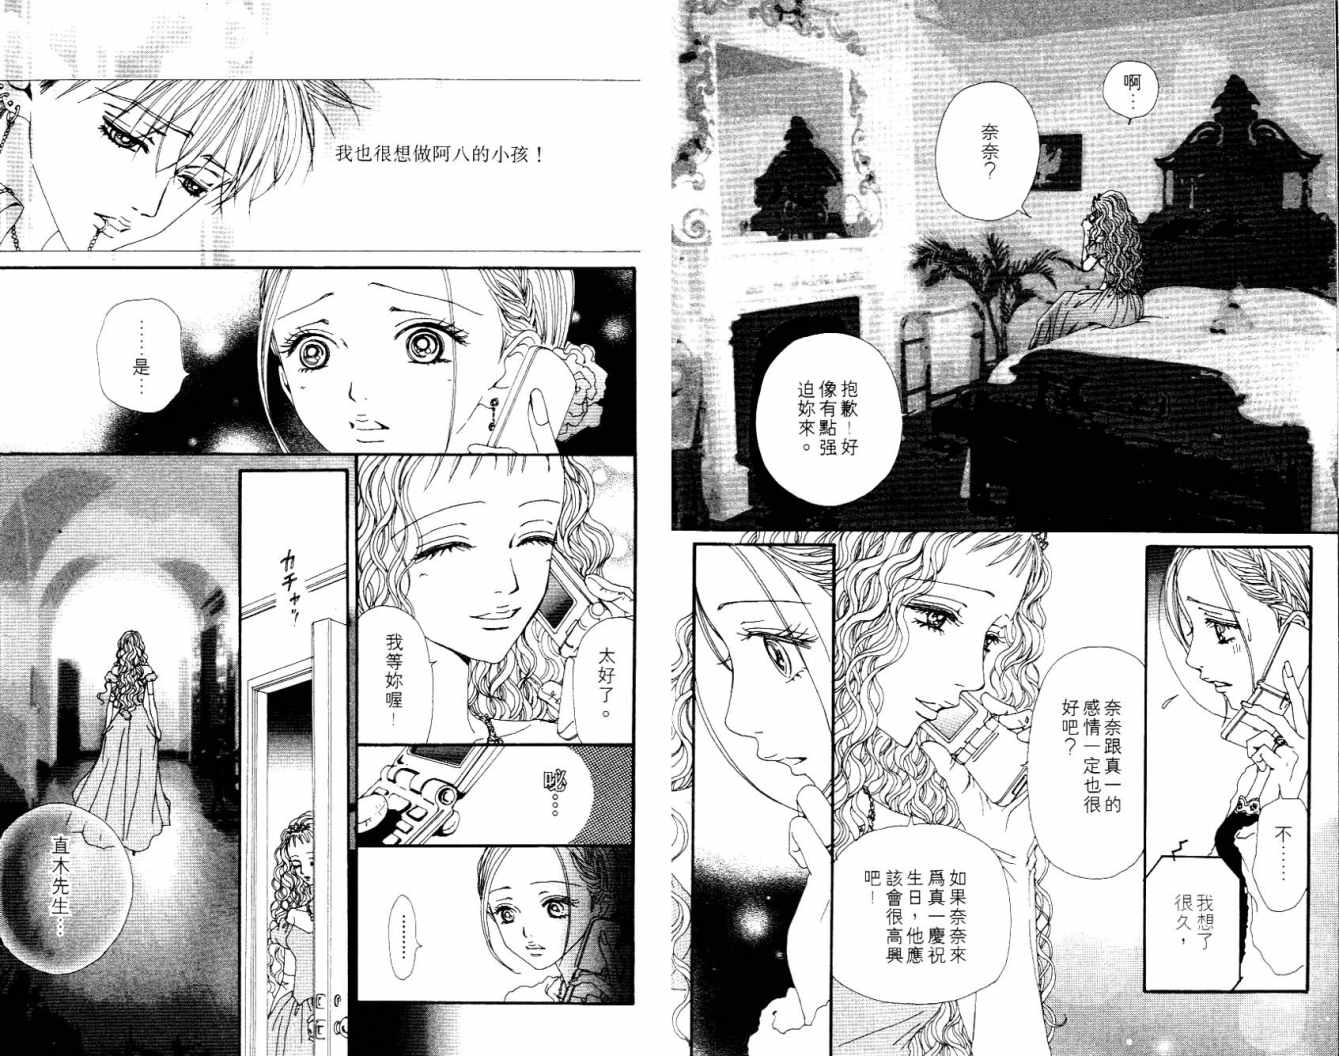 啊…
奈奈？
抱歉！好
像有點强
迫妳來。
不……
我想了
很久，
奈奈跟真一的
感情一定也很
好吧？
如果奈奈來
爲真一慶祝
生日，他應
該會很高興
吧！
我也很想做阿八的小孩！
……是…
太好了。
我等妳喔！
嗶…
………
カチャッ
直木先生…